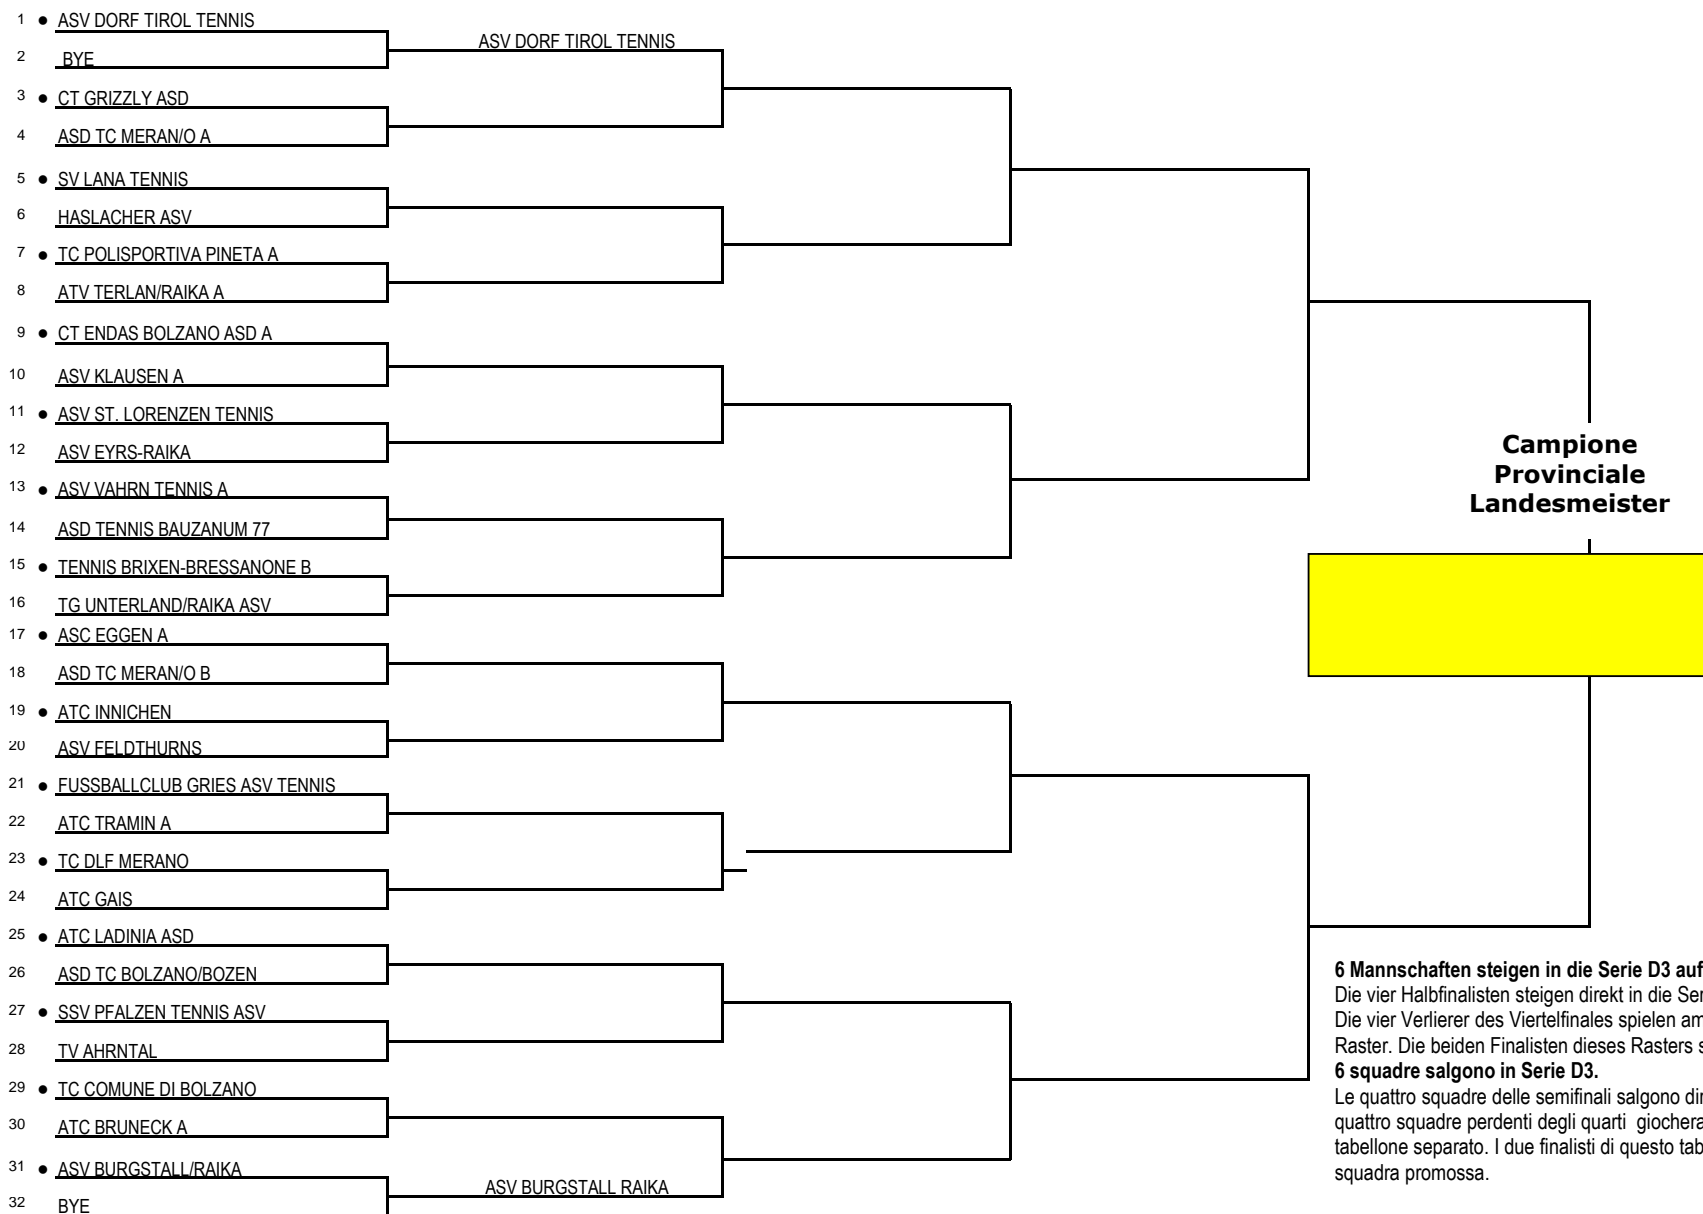 1 ● ASV DORF TIROL TENNIS
ASV DORF TIROL TENNIS
2 BYE
3 ● CT GRIZZLY ASD
4 ASD TC MERAN/O A
5 ● SV LANA TENNIS
6 HASLACHER ASV
7 ● TC POLISPORTIVA PINETA A
8 ATV TERLAN/RAIKA A
9 ● CT ENDAS BOLZANO ASD A
10 ASV KLAUSEN A
11 ● ASV ST. LORENZEN TENNIS
12 ASV EYRS-RAIKA
13 ● ASV VAHRN TENNIS A
14 ASD TENNIS BAUZANUM 77
15 ● TENNIS BRIXEN-BRESSANONE B
16 TG UNTERLAND/RAIKA ASV
17 ● ASC EGGEN A
18 ASD TC MERAN/O B
19 ● ATC INNICHEN
20 ASV FELDTHURNS
21 ● FUSSBALLCLUB GRIES ASV TENNIS
22 ATC TRAMIN A
23 ● TC DLF MERANO
24 ATC GAIS
25 ● ATC LADINIA ASD
26 ASD TC BOLZANO/BOZEN
27 ● SSV PFALZEN TENNIS ASV
28 TV AHRNTAL
29 ● TC COMUNE DI BOLZANO
30 ATC BRUNECK A
31 ● ASV BURGSTALL/RAIKA
ASV BURGSTALL RAIKA
32 BYE
Campione
Provinciale
Landesmeister
6 Mannschaften steigen in die Serie D3 auf
Die vier Halbfinalisten steigen direkt in die
Die vier Verlierer des Viertelfinales spielen am
Raster. Die beiden Finalisten dieses Rasters
6 squadre salgono in Serie D3.
Le quattro squadre delle semifinali salgono
quattro squadre perdenti degli quarti
tabellone separato. I due finalisti di questo
squadra promossa.